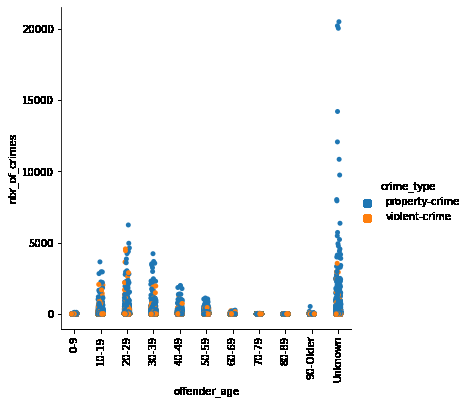 20000
15000
10000
5000
0
nbr_of_crimes
0-9
10-19
20-29
30-39
40-49
50-59
60-69
70-79
80-89
90-Older
Unknown
offender_age
crime_type
property-crime
violent-crime